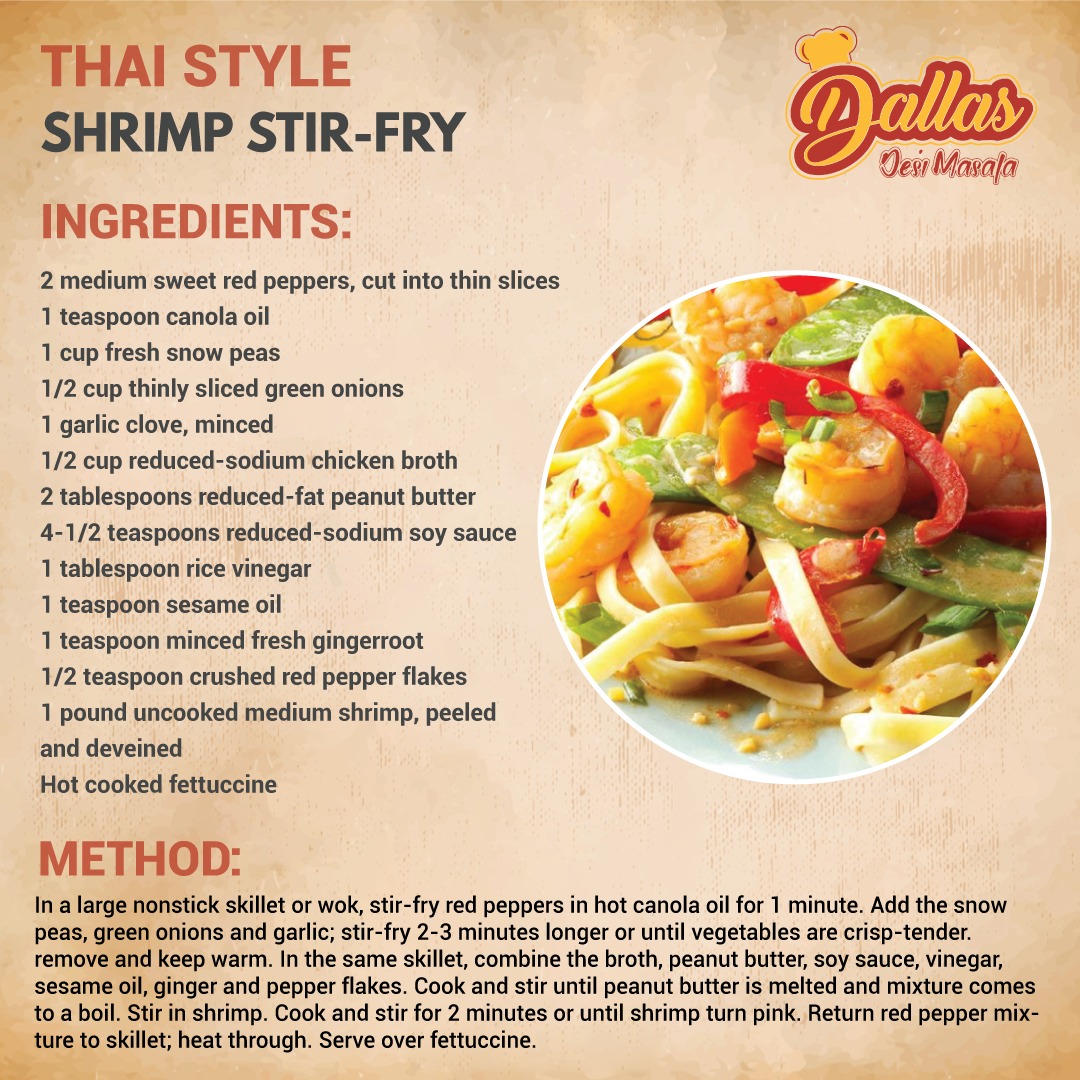 THAI STYLE
SHRIMP STIR-FRY
Dallas
Desi Masala
INGREDIENTS:
2 medium sweet red peppers, cut into thin slices
1 teaspoon canola oil
1 cup fresh snow peas
1/2 cup thinly sliced green onions
1 garlic clove, minced
1/2 cup reduced-sodium chicken broth
2 tablespoons reduced-fat peanut butter
4-1/2 teaspoons reduced-sodium soy sauce
1 tablespoon rice vinegar
1 teaspoon sesame oil
1 teaspoon minced fresh gingerroot
1/2 teaspoon crushed red pepper flakes
1 pound uncooked medium shrimp, peeled
and deveined
Hot cooked fettuccine
METHOD:
In a large nonstick skillet or wok, stir-fry red peppers in hot canola oil for 1 minute. Add the snow
peas, green onions and garlic; stir-fry 2-3 minutes longer or until vegetables are crisp-tender.
remove and keep warm. In the same skillet, combine the broth, peanut butter, soy sauce, vinegar,
sesame oil, ginger and pepper flakes. Cook and stir until peanut butter is melted and mixture comes
to a boil. Stir in shrimp. Cook and stir for 2 minutes or until shrimp turn pink. Return red pepper mix-
ture to skillet; heat through. Serve over fettuccine.